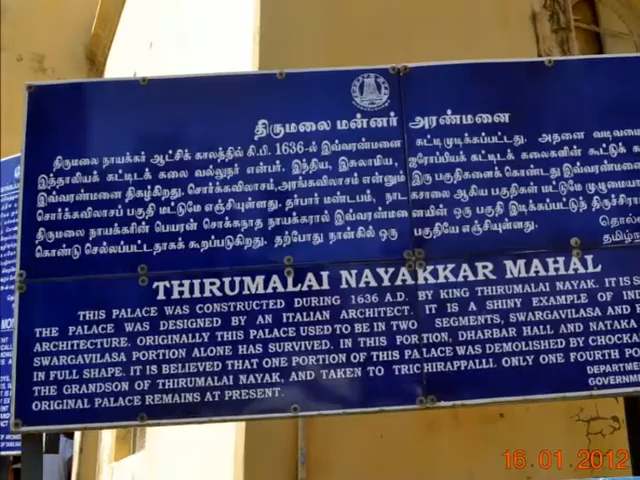 திருமலை மன்னர் அரண்மனை
திருமலை நாயக்கர் ஆட்சிக் காலத்தில் கி.பி. 1636-ல் இவ்வரண்மனை கட்டிமுடிக்கப்பட்டது. அதனை
இத்தாலியக் கட்டிடக் கலை வல்லுநர் என்பர். இந்திய, இசுலாமிய, ஐரோப்பியக் கட்டிடக் கலைகளின் கூட்டுக்
இவ்வரண்மனை திகழ்கிறது. சொர்க்கவிலாசம், அரங்கவிலாசம் என்னும் இரு பகுதிகளைக் கொண்டது இவ்வரண்மனை
சொர்க்கவிலாசப் பகுதி மட்டுமே எஞ்சியுள்ளது. தர்பார் மண்டபம், நாடக சாலை ஆகிய பகுதிகள் மட்டுமே
திருமலை நாயக்கரின் பெயரன் சொக்கநாத நாயக்கரால் இவ்வரண்மனையின் ஒரு பகுதி இடிக்கப்பட்டுத்
கொண்டு செல்லப்பட்டதாகக் கூறப்படுகிறது. தற்போது நான்கில் ஒரு பகுதியே எஞ்சியுள்ளது.
THIRUMALAI NAYAKKAR MAHAL
THIS PALACE WAS CONSTRUCTED DURING 1636 A.D. BY KING THIRUMALAI NAYAK. IT IS
THE PALACE WAS DESIGNED BY AN ITALIAN ARCHITECT. IT IS A SHINY EXAMPLE OF
ARCHITECTURE. ORIGINALLY THIS PALACE USED TO BE IN TWO SEGMENTS, SWARGAVILASA AND
SWARGAVILASA PORTION ALONE HAS SURVIVED. IN THIS PORTION, DHARBAR HALL AND NATAKA
IN FULL SHAPE. IT IS BELIEVED THAT ONE PORTION OF THIS PALACE WAS DEMOLISHED BY CHOCKA
THE GRANDSON OF THIRUMALAI NAYAK, AND TAKEN TO TRICHIRAPPALLI. ONLY ONE FOURTH
ORIGINAL PALACE REMAINS AT PRESENT.
DEPARTMENT
GOVERNMENT
16.01.2012